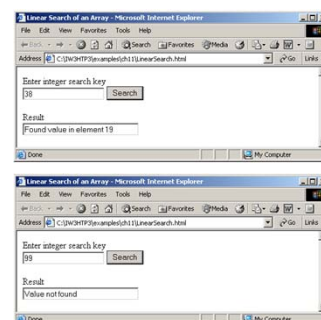 Linear Search of an Array - Microsoft Internet Explorer
File Edit View Favorites Tools Help
Back Search Favorites Media
Address C:\IW3HTP3\examples\ch11\LinearSearch.html Go Links
Enter integer search key
38 Search
Result
Found value in element 19
Done My Computer
Linear Search of an Array - Microsoft Internet Explorer
File Edit View Favorites Tools Help
Back Search Favorites Media
Address C:\IW3HTP3\examples\ch11\LinearSearch.html Go Links
Enter integer search key
99 Search
Result
Value not found
Done My Computer